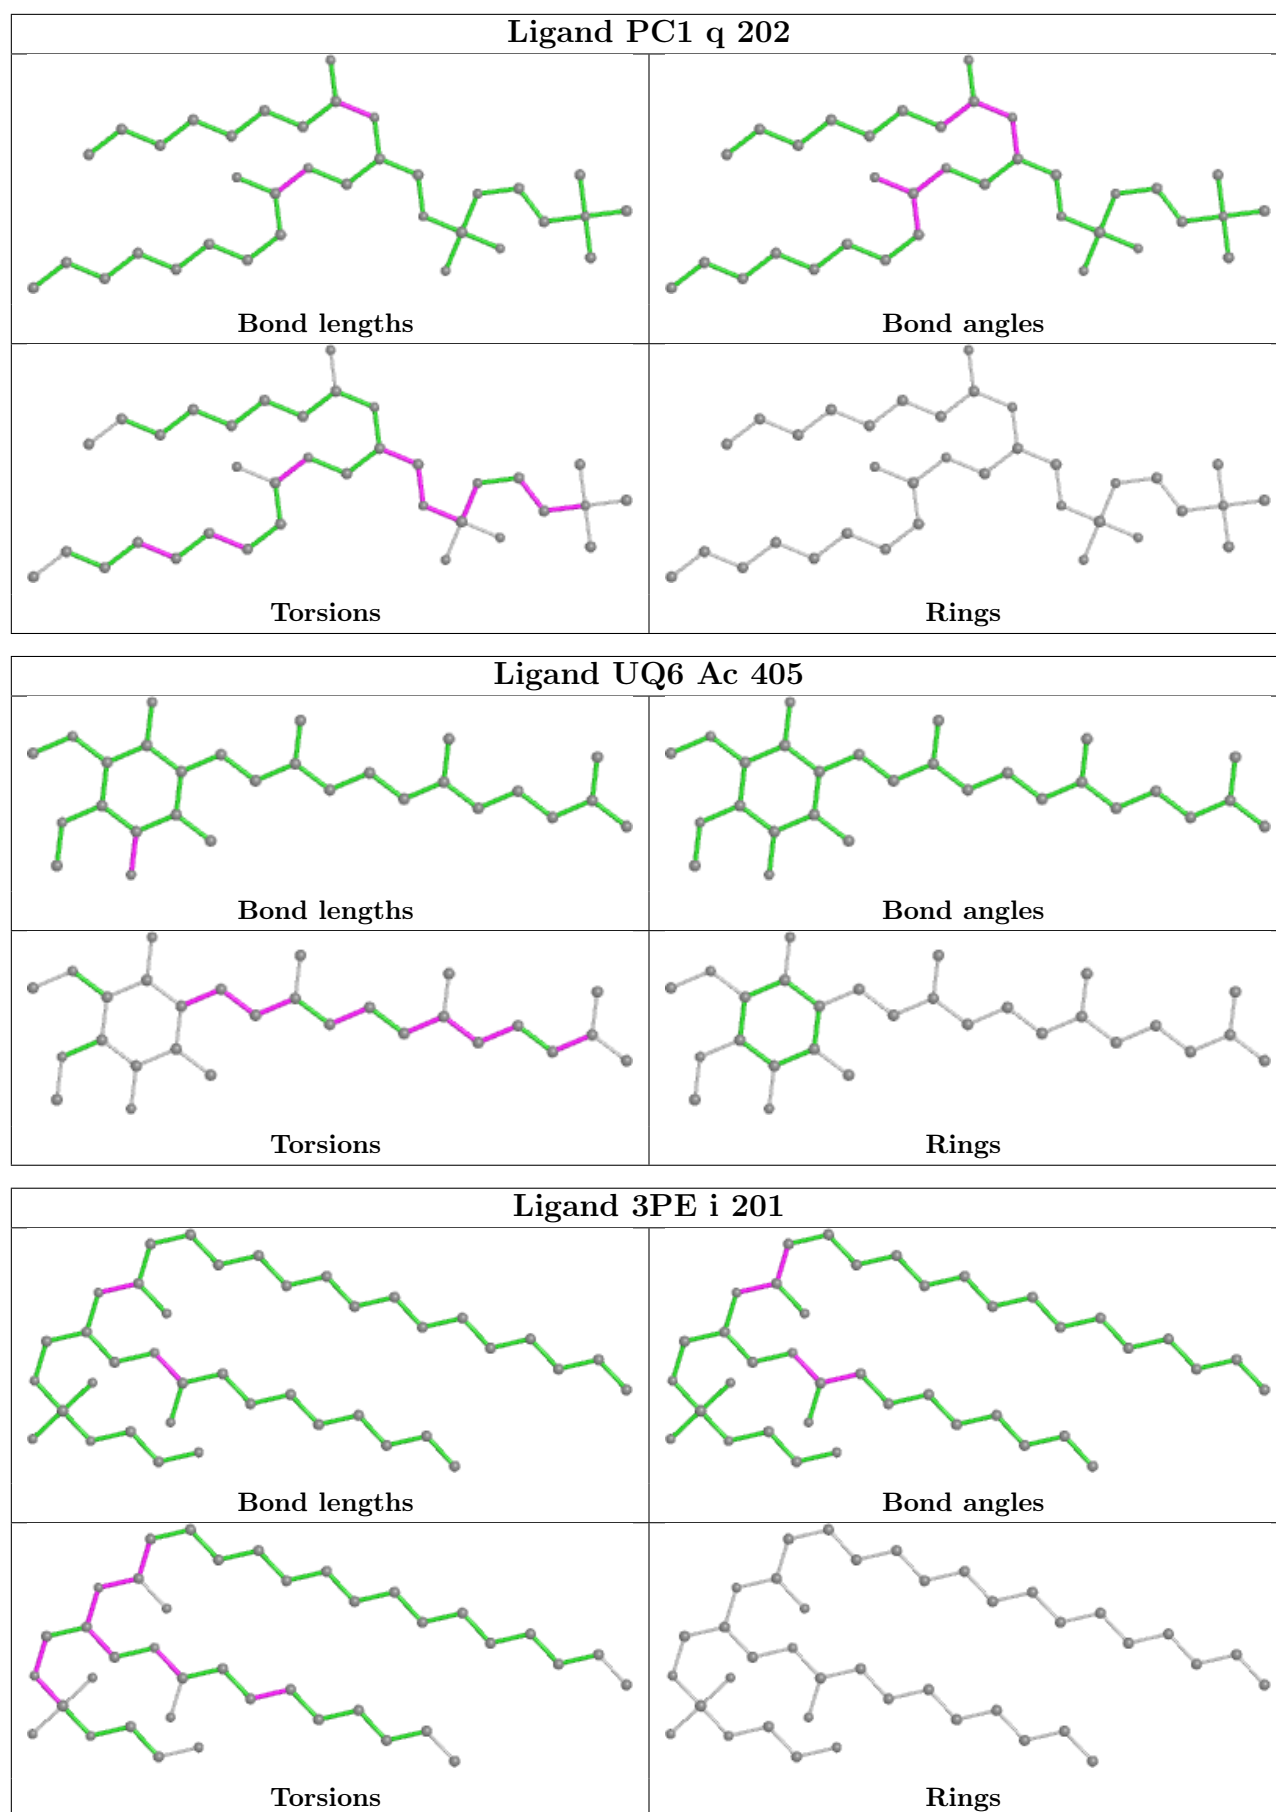 Ligand PC1 q 202
Bond lengths
Bond angles
Torsions
Rings
Ligand UQ6 Ac 405
Bond lengths
Bond angles
Torsions
Rings
Ligand 3PE i 201
Bond lengths
Bond angles
Torsions
Rings